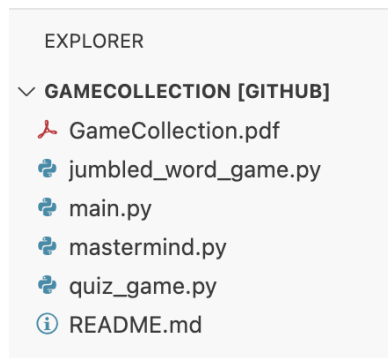 EXPLORER
GAMECOLLECTION [GITHUB]
GameCollection.pdf
jumbled_word_game.py
main.py
mastermind.py
quiz_game.py
README.md